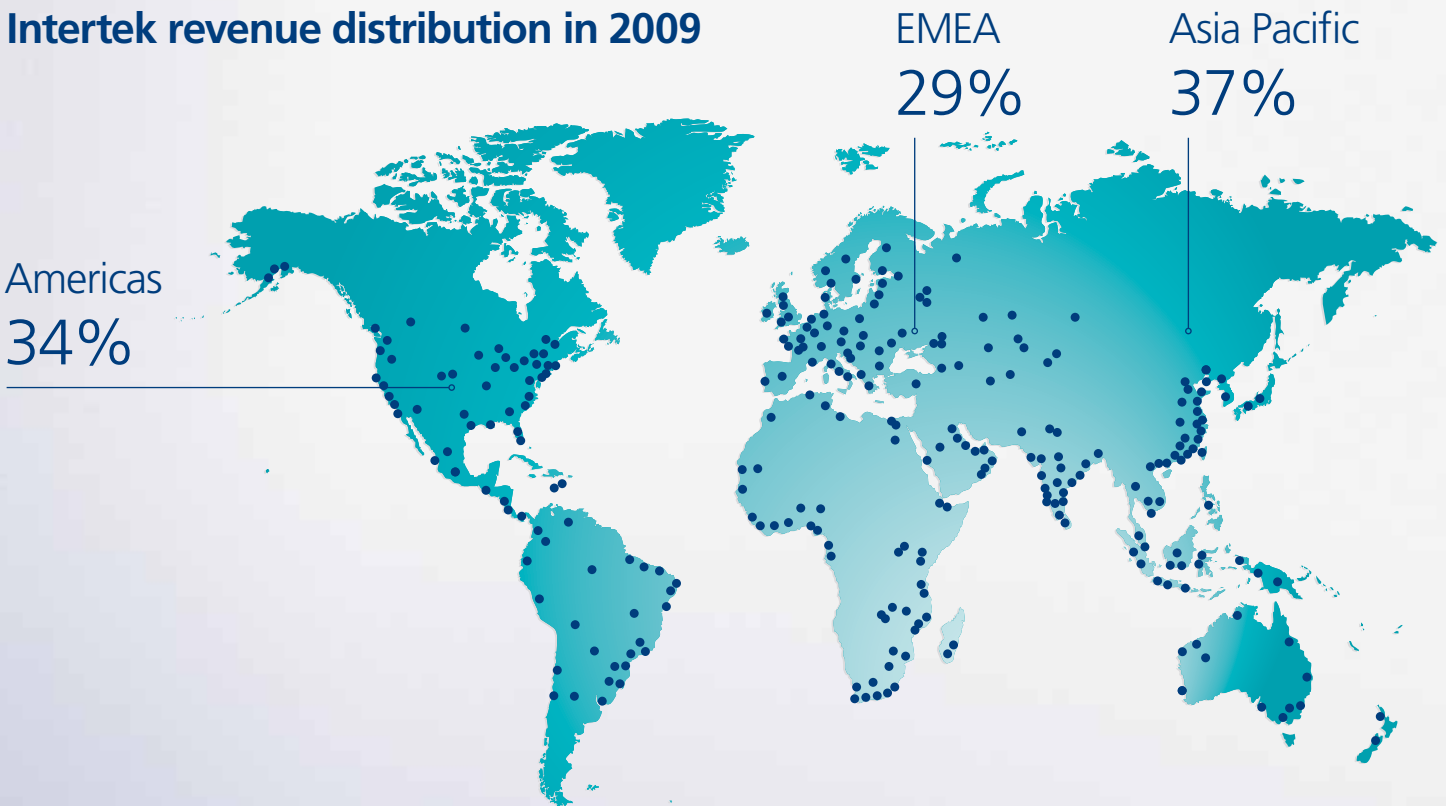 Intertek revenue distribution in 2009
EMEA
29%
Asia Pacific
37%
Americas
34%